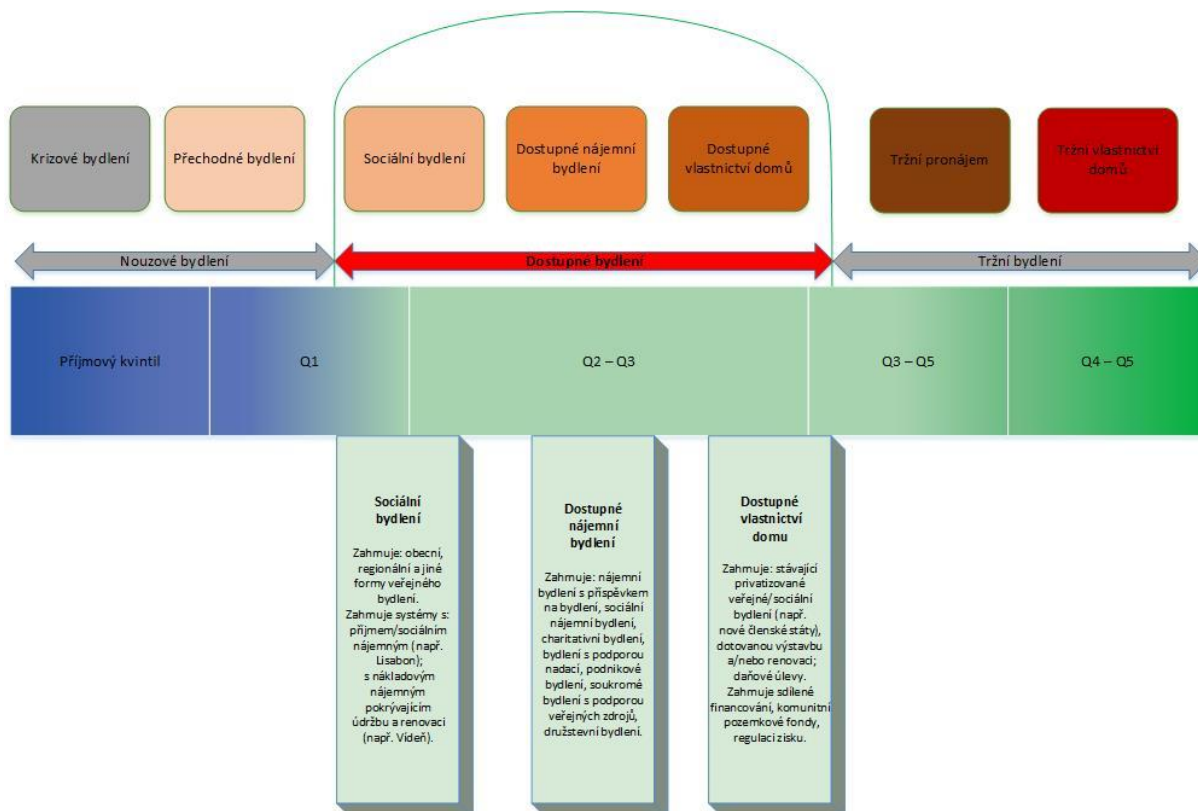 Krizové bydlení
Přechodné bydlení
Sociální bydlení
Dostupné nájemní
bydlení
Dostupné
vlastnictví domů
Tržní pronájem
Tržní vlastnictví
domů
Nouzové bydlení
Dostupné bydlení
Tržní bydlení
Příjmový kvintil
Q1
Q2 – Q3
Q3 – Q5
Q4 – Q5
Sociální
bydlení
Zahrnuje: obecní,
regionální a jiné
formy veřejného
bydlení.
Zahrnuje systémy s:
příjmem/sociálním
nájemným (např.
Lisabon);
s nákladovým
nájemným
pokrývajícím
údržbu a renovaci
(např. Vídeň).
Dostupné
nájemní
bydlení
Zahrnuje: nájemní
bydlení s příspěvkem
na bydlení, sociální
nájemní bydlení,
charitativní bydlení,
bydlení s podporou
nadací, podnikové
bydlení, soukromé
bydlení s podporou
veřejných zdrojů,
družstevní bydlení.
Dostupné
vlastnictví
domu
Zahrnuje: stávající
privatizované
veřejné/sociální
bydlení (např.
nové členské státy),
dotovanou výstavbu
a/nebo renovaci;
daňové úlevy.
Zahrnuje sdílené
financování, komunitní
pozemkové fondy,
regulaci zisku.